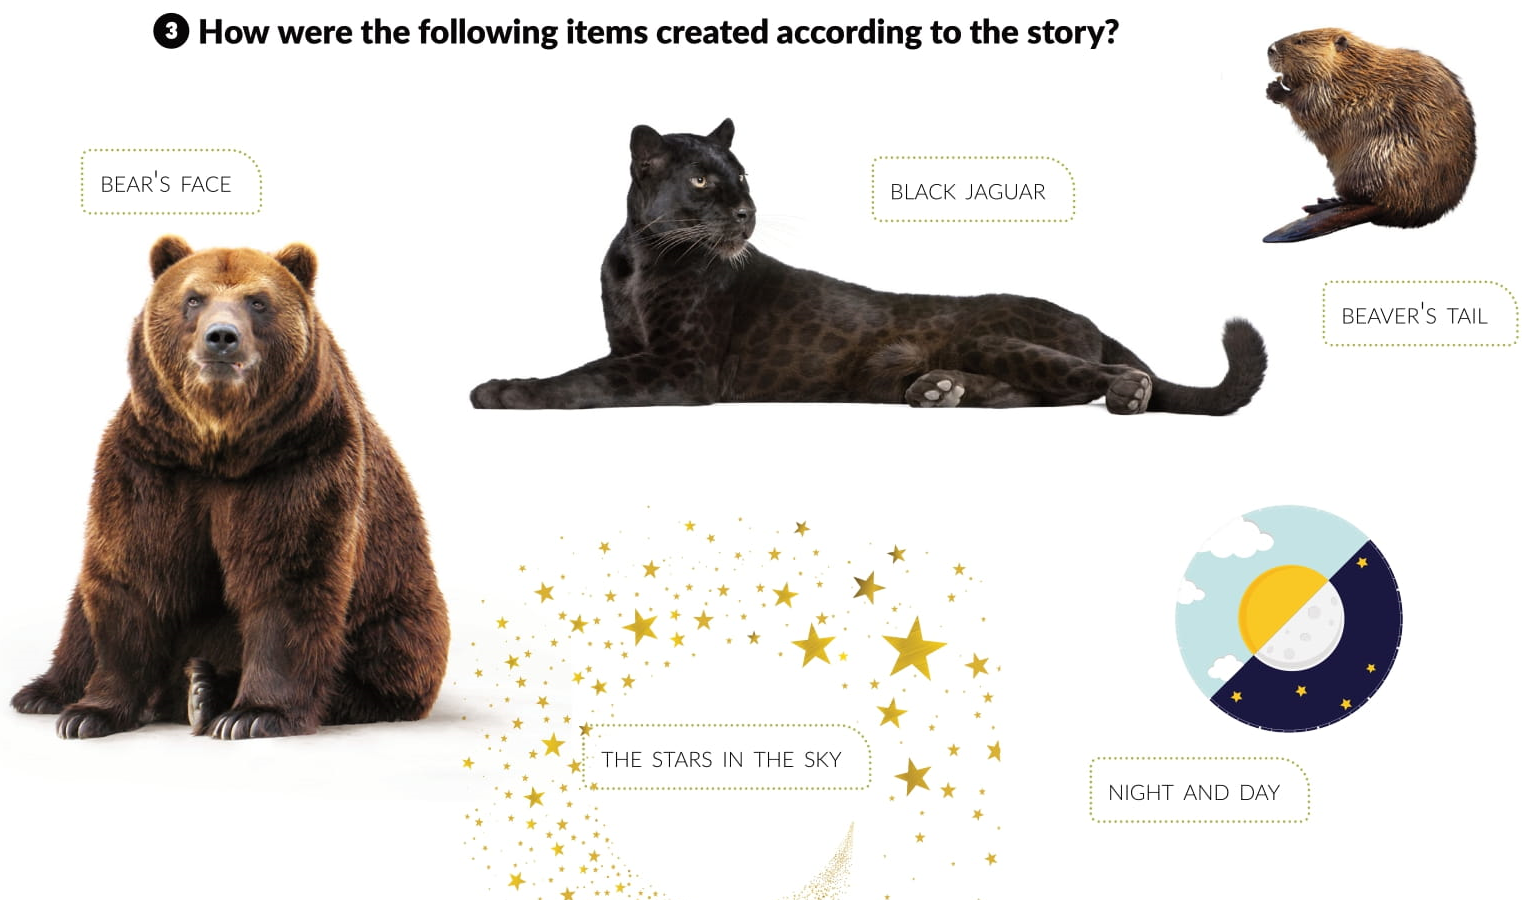 3 How were the following items created according to the story?
BEAR'S FACE
BLACK JAGUAR
BEAVER'S TAIL
THE STARS IN THE SKY
NIGHT AND DAY